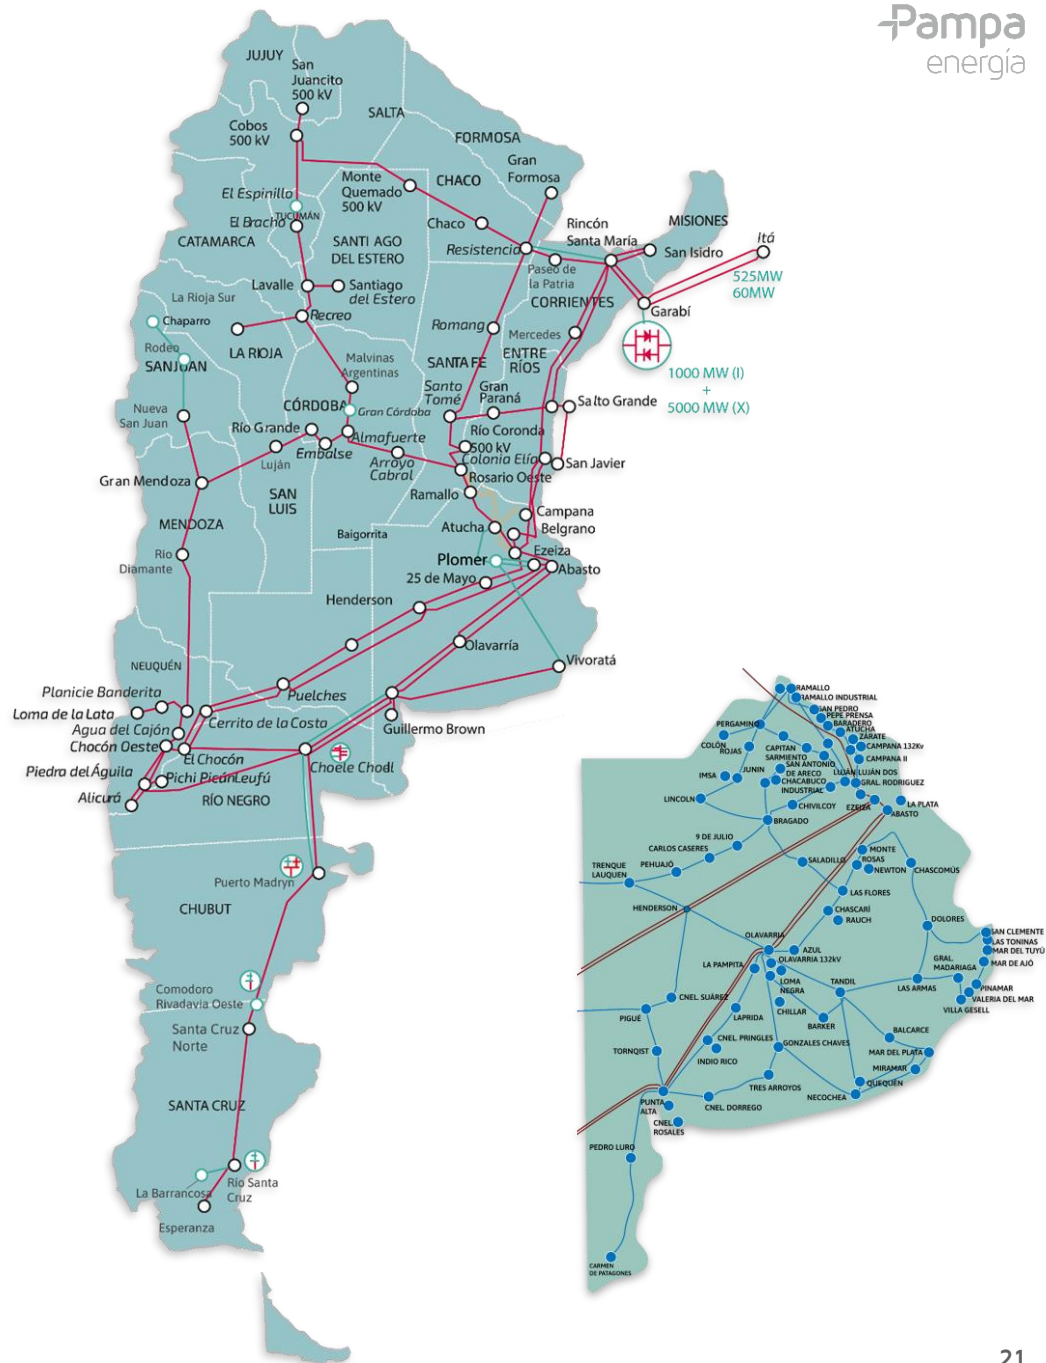 Pampa
energía
JUJUY
San
Juancito
500 kV
SALTA
Cobos
500 kV
FORMOSA
Gran
Formosa
Monte
Quemado
500 kV
CHACO
El Espinillo
TUCUMÁN
El Bracho
Chaco
Rincón
Santa María
MISIONES
CATAMARCA
SANTI AGO
DEL ESTERO
Resistencia
San Isidro
Itá
Paseo de
la Patria
525MW
60MW
Lavalle
Santiago
del Estero
La Rioja Sur
CORRIENTES
Garabí
Chaparro
Recreo
Romang
Mercedes
Rodeo
LA RIOJA
SAN JUAN
Malvinas
Argentinas
SANTA FE
ENTRE
RÍOS
1000 MW (I)
+
5000 MW (X)
Santo
Tomé
Gran
Paraná
Salto Grande
Nueva
San Juan
CÓRDOBA
Gran Córdoba
Río Grande
Almafuerte
Río Coronda
500 kV
Embalse
Luján
Arroyo
Cabral
Colonia Elía
San Javier
Rosario Oeste
Gran Mendoza
SAN
LUIS
Ramallo
MENDOZA
Campana
Atucha
Belgrano
Baigorrita
Río
Diamante
Ezeiza
Plomer
Abasto
25 de Mayo
Henderson
Olavarría
Vivoratá
NEUQUÉN
Planicie Banderita
Puelches
Loma de la Lata
Cerrito de la Costa
Agua del Cajón
Guillermo Brown
Chocón Oeste
El Chocón
Choele Choel
Piedra del Águila
Pichi Picún Leufú
Alicurá
RÍO NEGRO
Puerto Madryn
CHUBUT
Comodoro
Rivadavia Oeste
Santa Cruz
Norte
SANTA CRUZ
Río Santa
Cruz
La Barrancosa
Esperanza
RAMALLO
RAMALLO INDUSTRIAL
SAN PEDRO
PEPE PRENSA
BARADERO
PERGAMINO
ATUCHA
ZARATE
COLÓN
ROJAS
CAPITAN
SARMIENTO
CAMPANA 132Kv
CAMPANA II
SAN ANTONIO
DE ARECO
IMSA
JUNIN
CHACABUCO
INDUSTRIAL
LUJÁN
LUJÁN DOS
GRAL. RODRIGUEZ
LINCOLN
CHIVILCOY
EZEIZA
LA PLATA
ABASTO
BRAGADO
9 DE JULIO
CARLOS CASERES
PEHUAJÓ
TRENQUE
LAUQUEN
SALADILLO
MONTE
ROSAS
NEWTON
CHASCOMÚS
LAS FLORES
HENDERSON
CHASCARÍ
RAUCH
DOLORES
OLAVARRIA
AZUL
SAN CLEMENTE
LAS TONINAS
MAR DEL TUYÚ
MAR DE AJÓ
OLAVARRIA 132kV
LA PAMPITA
LOMA
NEGRA
TANDIL
LAS ARMAS
GRAL.
MADARIAGA
PINAMAR
VALERIA DEL MAR
VILLA GESELL
CNEL. SUÁREZ
CHILLAR
PIGUÉ
LAPRIDA
BARKER
BALCARCE
CNEL. PRINGLES
INDIO RICO
GONZALES CHAVES
MAR DEL PLATA
TORNQIST
MIRAMAR
TRES ARROYOS
QUEQUÉN
NECOCHEA
PUNTA
ALTA
CNEL. DORREGO
CNEL.
ROSALES
PEDRO LURO
CARMEN
DE PATAGONES
21